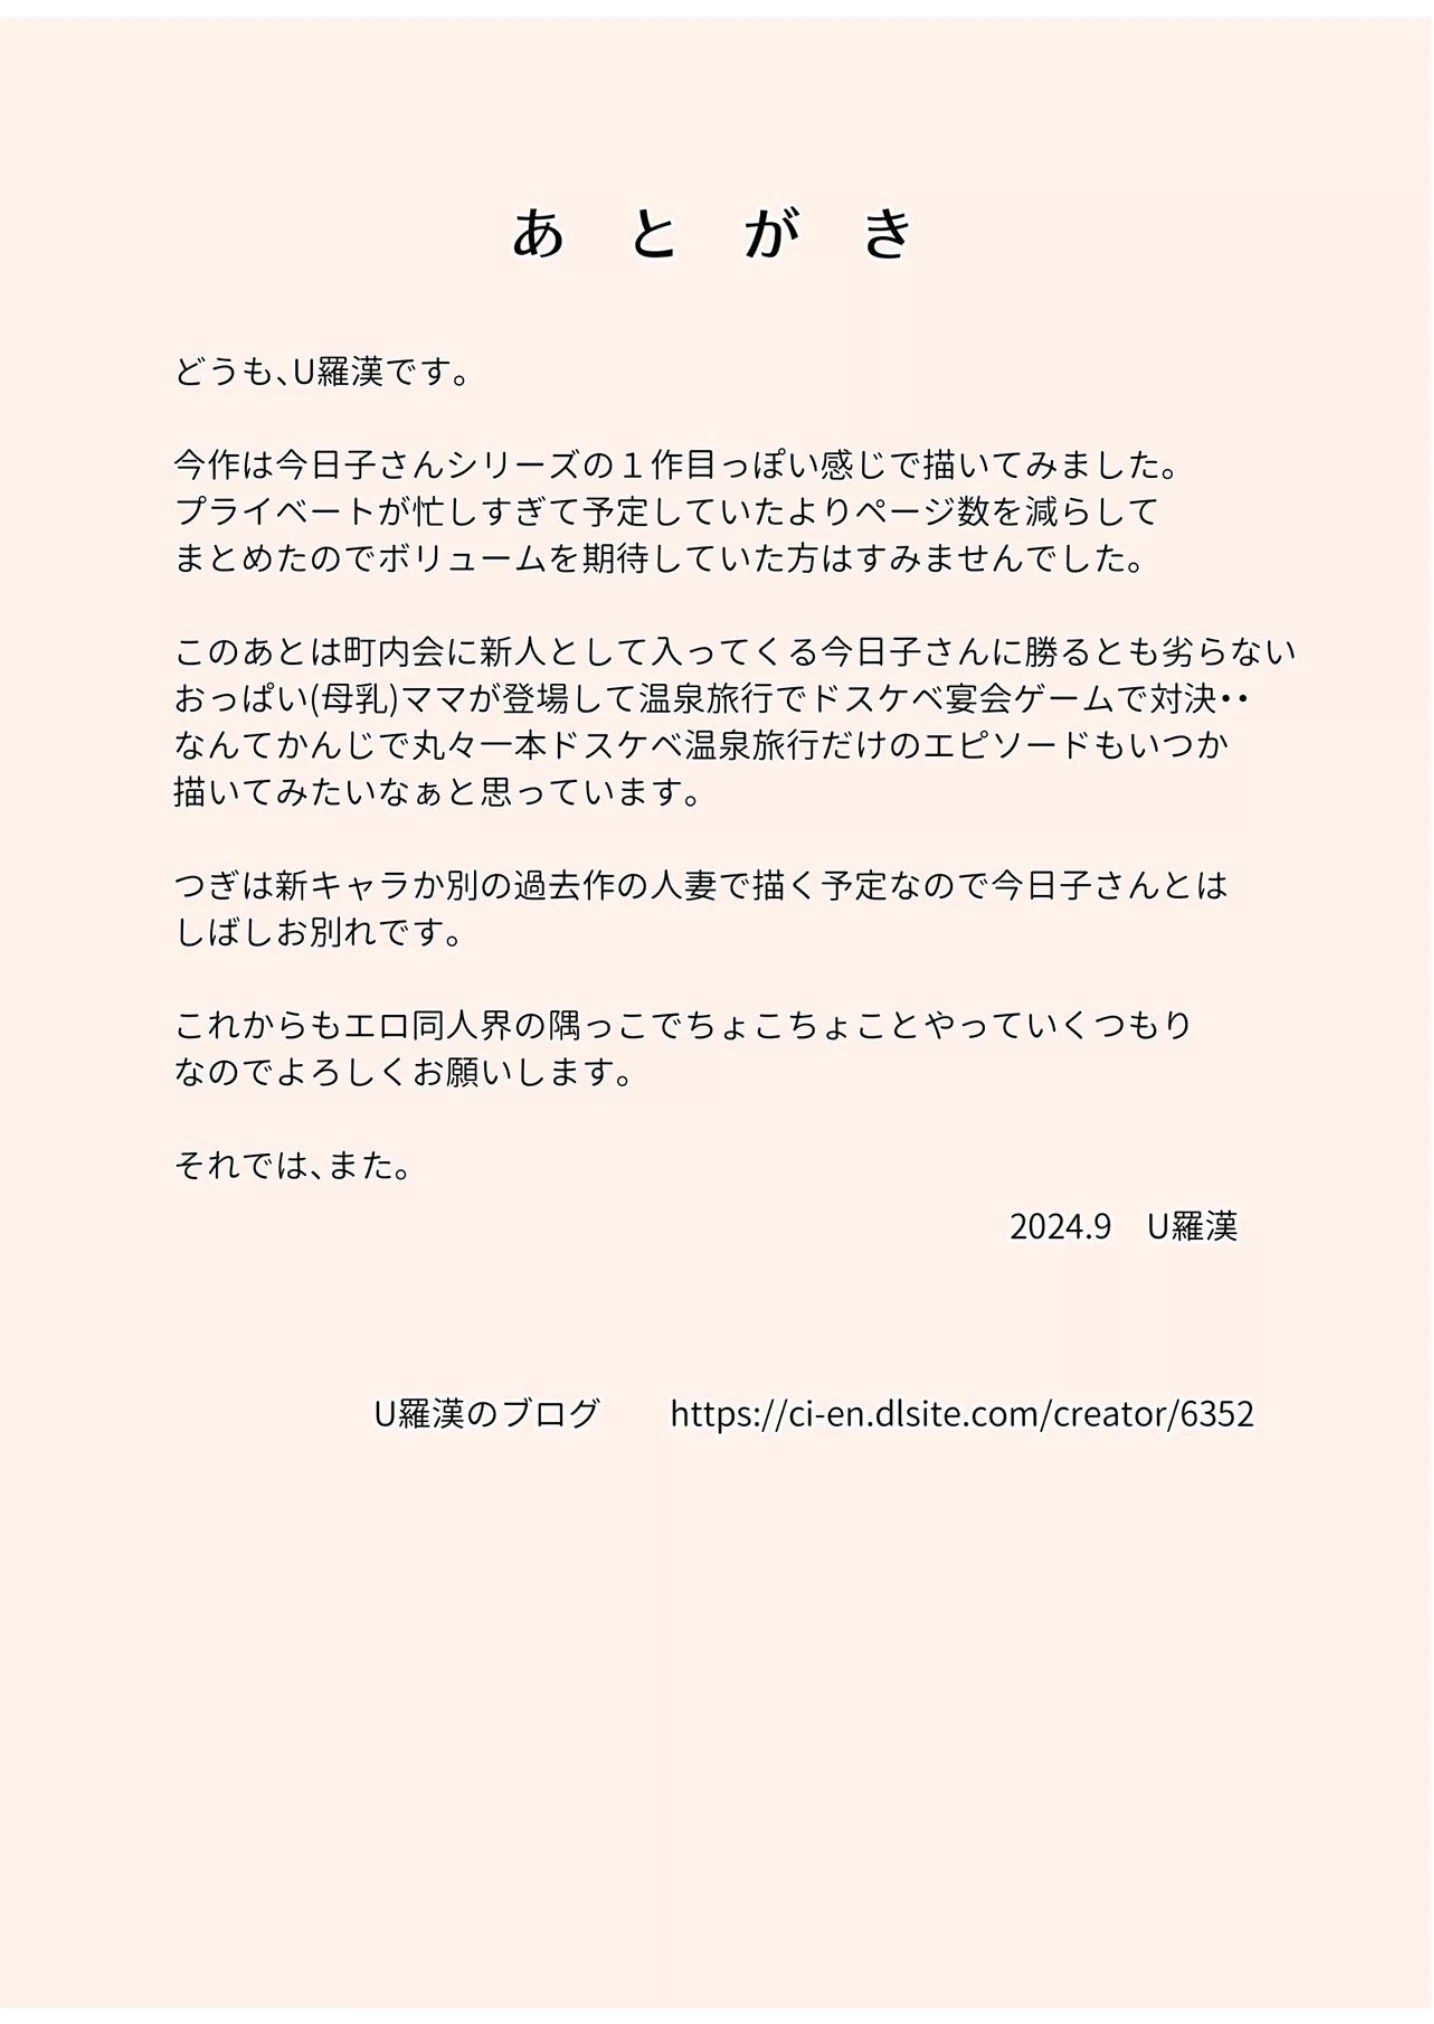 あとがき
どうも、U羅漢です。
今作は今日子さんシリーズの１作目っぽい感じで描いてみました。
プライベートが忙しすぎて予定していたよりページ数を減らして
まとめたのでボリュームを期待していた方はすみませんでした。
このあとは町内会に新人として入ってくる今日子さんに勝るとも劣らない
おっぱい(母乳)ママが登場して温泉旅行でドスケベ宴会ゲームで対決・・
なんてかんじで丸々一本ドスケベ温泉旅行だけのエピソードもいつか
描いてみたいなぁと思っています。
つぎは新キャラか別の過去作の人妻で描く予定なので今日子さんとは
しばしお別れです。
これからもエロ同人界の隅っこでちょこちょことやっていくつもり
なのでよろしくお願いします。
それでは、また。
2024.9　U羅漢
U羅漢のブログ　　https://ci-en.dlsite.com/creator/6352